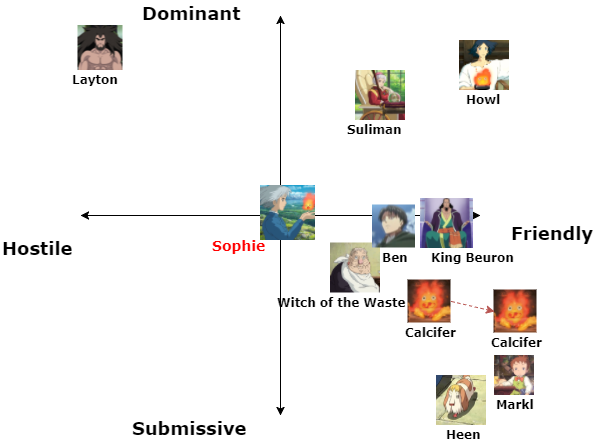 Dominant
Layton
Howl
Suliman
Sophie
Hostile
Friendly
Ben
King Beuron
Witch of the Waste
Calcifer
Calcifer
Markl
Heen
Submissive